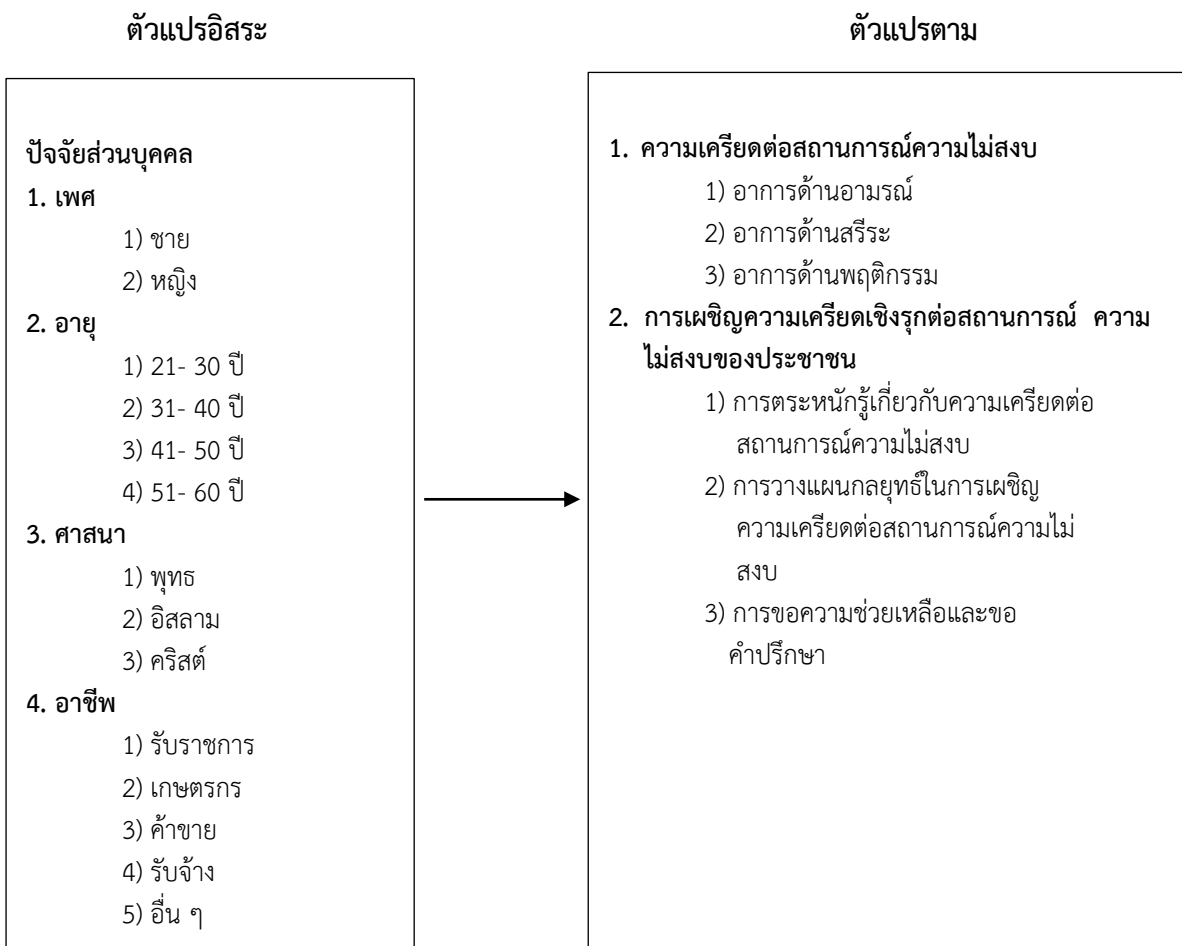 ตัวแปรอิสระ
ตัวแปรตาม
ปัจจัยส่วนบุคคล
1. เพศ
1) ชาย
2) หญิง
2. อายุ
1) 21- 30 ปี
2) 31- 40 ปี
3) 41- 50 ปี
4) 51- 60 ปี
3. ศาสนา
1) พุทธ
2) อิสลาม
3) คริสต์
4. อาชีพ
1) รับราชการ
2) เกษตรกร
3) ค้าขาย
4) รับจ้าง
5) อื่น ๆ
1. ความเครียดต่อสถานการณ์ความไม่สงบ
1) อาการด้านอามรณ์
2) อาการด้านสรีระ
3) อาการด้านพฤติกรรม
2. การเผชิญความเครียดเชิงรุกต่อสถานการณ์ ความ
ไม่สงบของประชาชน
1) การตระหนักรู้เกี่ยวกับความเครียดต่อ
สถานการณ์ความไม่สงบ
2) การวางแผนกลยุทธ์ในการเผชิญ
ความเครียดต่อสถานการณ์ความไม่
สงบ
3) การขอความช่วยเหลือและขอ
คำปรึกษา